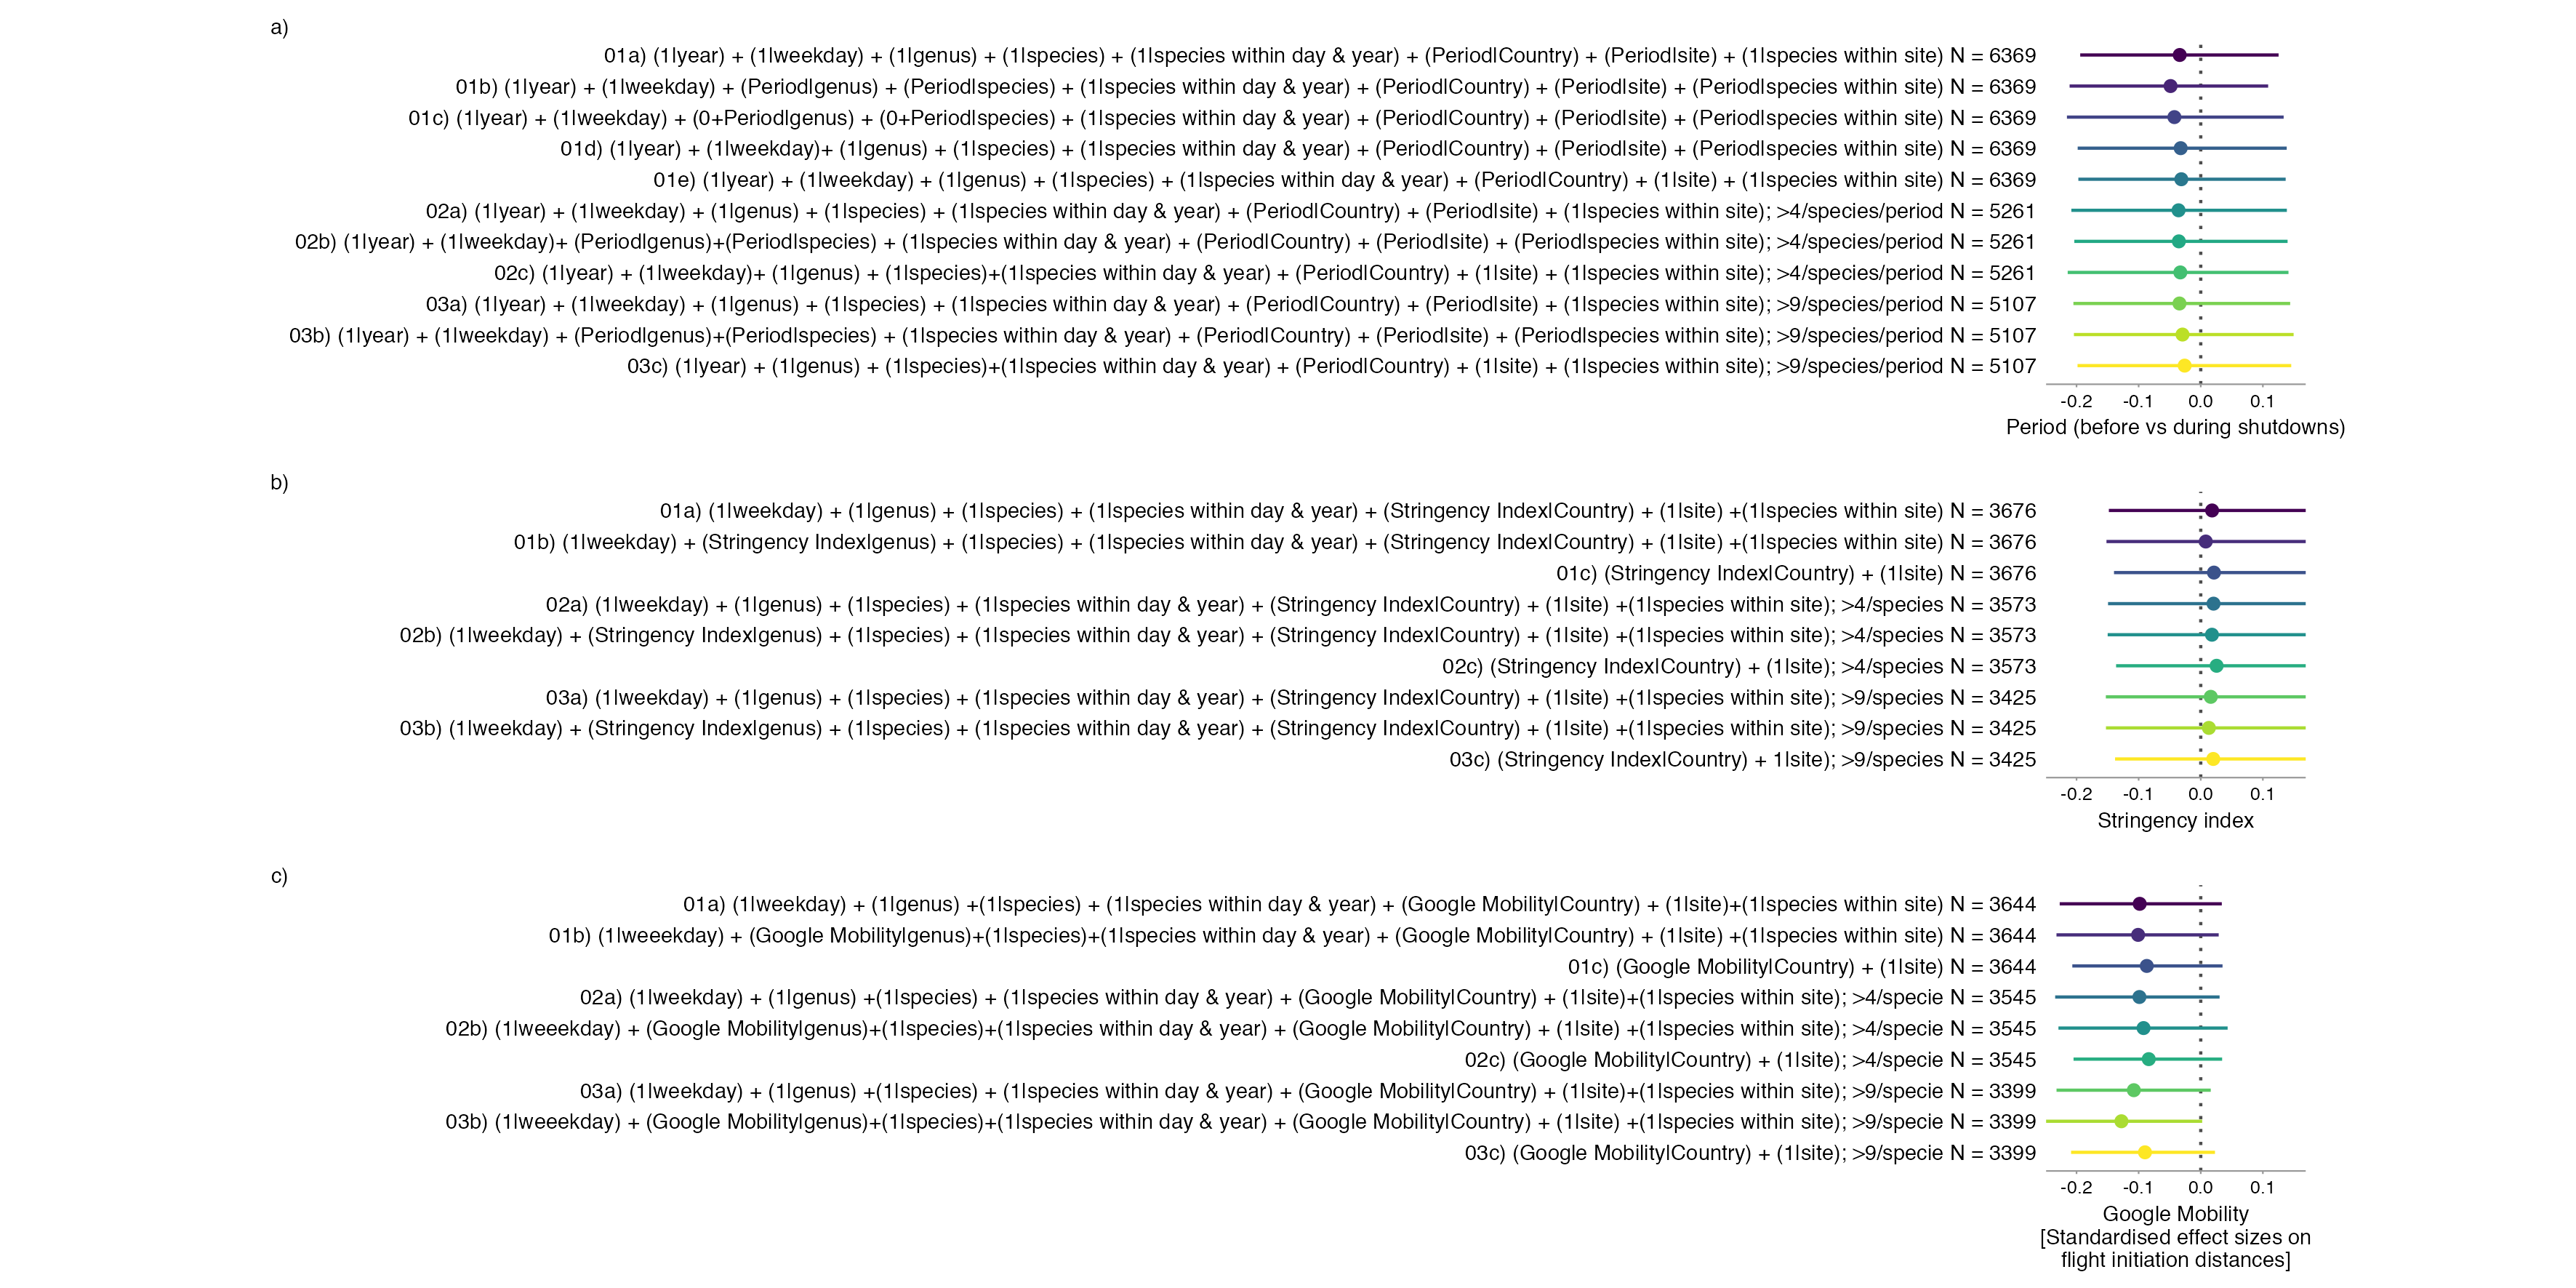 a)
01a) (1|year) + (1|weekday) + (1|genus) + (1|species) + (1|species within day & year) + (Period|Country) + (Period|site) + (1|species within site) N = 6369
01b) (1|year) + (1|weekday) + (Period|genus) + (Period|species) + (1|species within day & year) + (Period|Country) + (Period|site) + (Period|species within site) N = 6369
01c) (1|year) + (1|weekday) + (0+Period|genus) + (0+Period|species) + (1|species within day & year) + (Period|Country) + (Period|site) + (Period|species within site) N = 6369
01d) (1|year) + (1|weekday)+ (1|genus) + (1|species) + (1|species within day & year) + (Period|Country) + (Period|site) + (Period|species within site) N = 6369
01e) (1|year) + (1|weekday) + (1|genus) + (1|species) + (1|species within day & year) + (Period|Country) + (1|site) + (1|species within site) N = 6369
02a) (1|year) + (1|weekday) + (1|genus) + (1|species) + (1|species within day & year) + (Period|Country) + (Period|site) + (1|species within site); >4/species/period N = 5261
02b) (1|year) + (1|weekday)+ (Period|genus)+(Period|species) + (1|species within day & year) + (Period|Country) + (Period|site) + (Period|species within site); >4/species/period N = 5261
02c) (1|year) + (1|weekday)+ (1|genus) + (1|species)+(1|species within day & year) + (Period|Country) + (1|site) + (1|species within site); >4/species/period N = 5261
03a) (1|year) + (1|weekday) + (1|genus) + (1|species) + (1|species within day & year) + (Period|Country) + (Period|site) + (1|species within site); >9/species/period N = 5107
03b) (1|year) + (1|weekday) + (Period|genus)+(Period|species) + (1|species within day & year) + (Period|Country) + (Period|site) + (Period|species within site); >9/species/period N = 5107
03c) (1|year) + (1|genus) + (1|species)+(1|species within day & year) + (Period|Country) + (1|site) + (1|species within site); >9/species/period N = 5107
-0.2 -0.1 0.0 0.1
Period (before vs during shutdowns)
b)
01a) (1|weekday) + (1|genus) + (1|species) + (1|species within day & year) + (Stringency Index|Country) + (1|site) +(1|species within site) N = 3676
01b) (1|weekday) + (Stringency Index|genus) + (1|species) + (1|species within day & year) + (Stringency Index|Country) + (1|site) +(1|species within site) N = 3676
01c) (Stringency Index|Country) + (1|site) N = 3676
02a) (1|weekday) + (1|genus) + (1|species) + (1|species within day & year) + (Stringency Index|Country) + (1|site) +(1|species within site); >4/species N = 3573
02b) (1|weekday) + (Stringency Index|genus) + (1|species) + (1|species within day & year) + (Stringency Index|Country) + (1|site) +(1|species within site); >4/species N = 3573
02c) (Stringency Index|Country) + (1|site); >4/species N = 3573
03a) (1|weekday) + (1|genus) + (1|species) + (1|species within day & year) + (Stringency Index|Country) + (1|site) +(1|species within site); >9/species N = 3425
03b) (1|weekday) + (Stringency Index|genus) + (1|species) + (1|species within day & year) + (Stringency Index|Country) + (1|site) +(1|species within site); >9/species N = 3425
03c) (Stringency Index|Country) + 1|site); >9/species N = 3425
-0.2 -0.1 0.0 0.1
Stringency index
c)
01a) (1|weekday) + (1|genus) +(1|species) + (1|species within day & year) + (Google Mobility|Country) + (1|site)+(1|species within site) N = 3644
01b) (1|weeekday) + (Google Mobility|genus)+(1|species)+(1|species within day & year) + (Google Mobility|Country) + (1|site) +(1|species within site) N = 3644
01c) (Google Mobility|Country) + (1|site) N = 3644
02a) (1|weekday) + (1|genus) +(1|species) + (1|species within day & year) + (Google Mobility|Country) + (1|site)+(1|species within site); >4/specie N = 3545
02b) (1|weeekday) + (Google Mobility|genus)+(1|species)+(1|species within day & year) + (Google Mobility|Country) + (1|site) +(1|species within site); >4/specie N = 3545
02c) (Google Mobility|Country) + (1|site); >4/specie N = 3545
03a) (1|weekday) + (1|genus) +(1|species) + (1|species within day & year) + (Google Mobility|Country) + (1|site)+(1|species within site); >9/specie N = 3399
03b) (1|weeekday) + (Google Mobility|genus)+(1|species)+(1|species within day & year) + (Google Mobility|Country) + (1|site) +(1|species within site); >9/specie N = 3399
03c) (Google Mobility|Country) + (1|site); >9/specie N = 3399
-0.2 -0.1 0.0 0.1
Google Mobility
[Standardised effect sizes on
flight initiation distances]